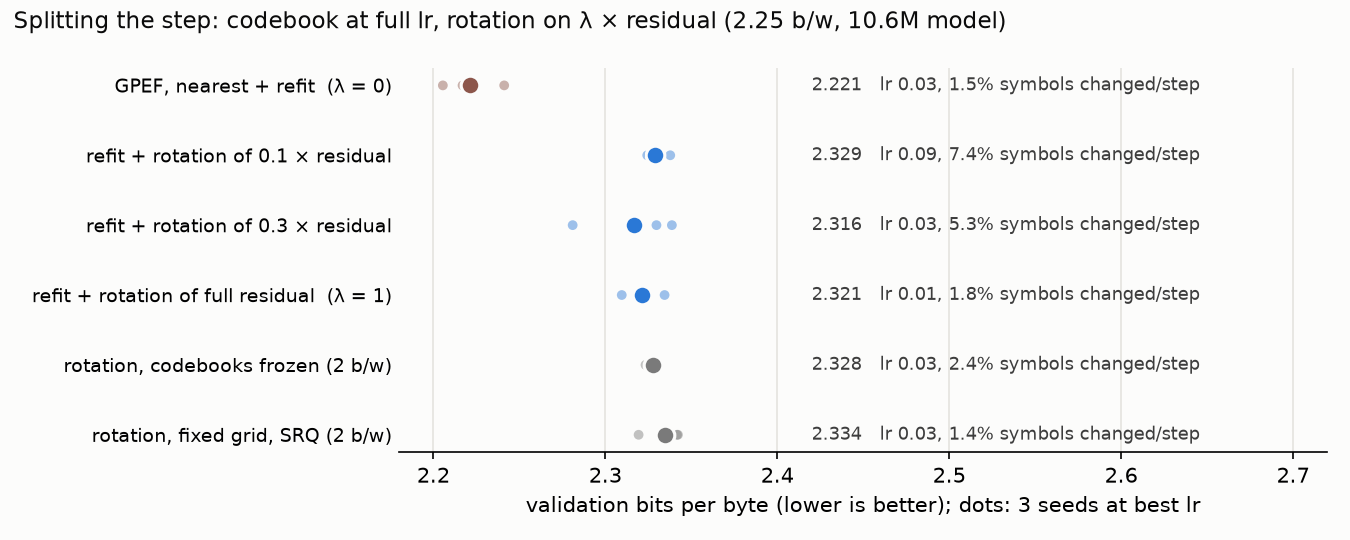 Splitting the step: codebook at full lr, rotation on λ × residual (2.25 b/w, 10.6M model)
GPEF, nearest + refit (λ = 0) 2.221 lr 0.03, 1.5% symbols changed/step
refit + rotation of 0.1 × residual 2.329 lr 0.09, 7.4% symbols changed/step
refit + rotation of 0.3 × residual 2.316 lr 0.03, 5.3% symbols changed/step
refit + rotation of full residual (λ = 1) 2.321 lr 0.01, 1.8% symbols changed/step
rotation, codebooks frozen (2 b/w) 2.328 lr 0.03, 2.4% symbols changed/step
rotation, fixed grid, SRQ (2 b/w) 2.334 lr 0.03, 1.4% symbols changed/step
2.2 2.3 2.4 2.5 2.6 2.7
validation bits per byte (lower is better); dots: 3 seeds at best lr